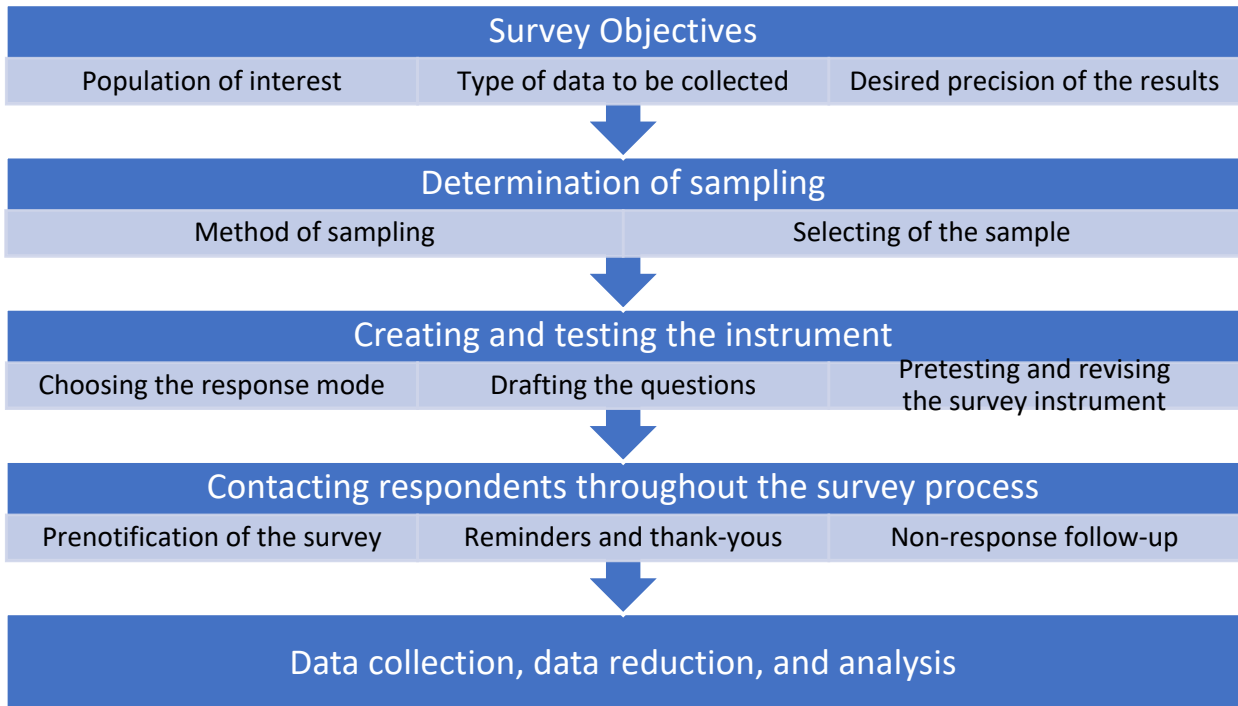 Survey Objectives
Population of interest
Type of data to be collected
Desired precision of the results
Determination of sampling
Method of sampling
Selecting of the sample
Creating and testing the instrument
Choosing the response mode
Drafting the questions
Pretesting and revising
the survey instrument
Contacting respondents throughout the survey process
Prenotification of the survey
Reminders and thank-yous
Non-response follow-up
Data collection, data reduction, and analysis